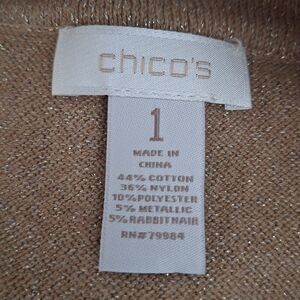 chico's
1
MADE IN
CHINA
44% COTTON
36% NYLON
10% POLYESTER
5% METALLIC
5% RABBIT HAIR
RN#79984